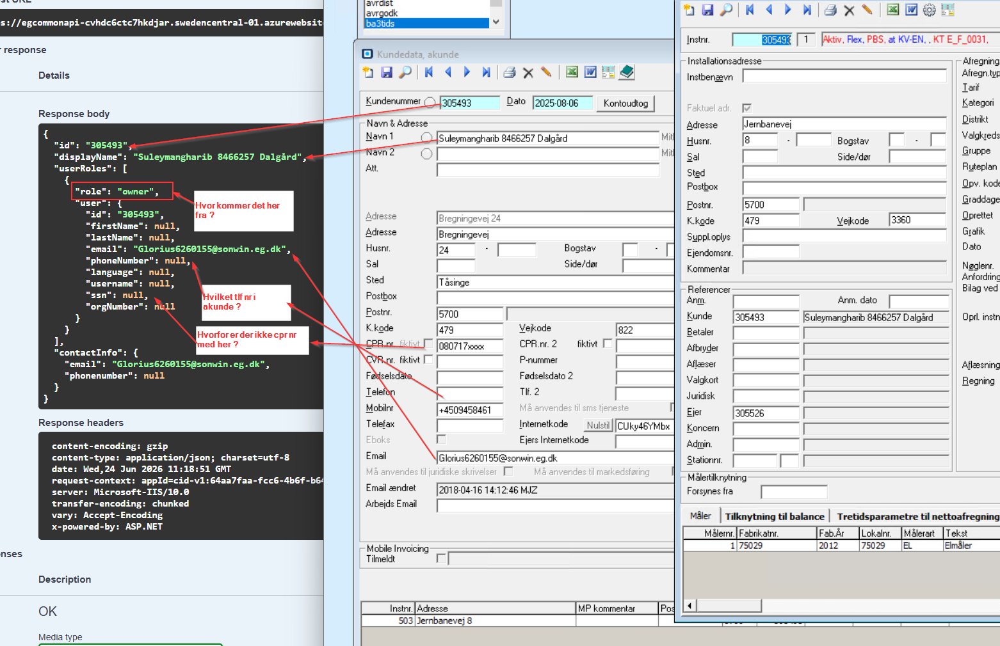 st URL
s://egcommonapi-cvhdc6ctc7hkdjar.swedencentral-01.azurewebsite
r response
Details
Response body
{
"id": "305493",
"displayName": "Suleymangharib 8466257 Dalgård",
"userRoles": [
{
"role": "owner",
"user": {
"id": "305493",
"firstName": null,
"lastName": null,
"email": "Glorius6260155@sonwin.eg.dk",
"phoneNumber": null,
"language": null,
"username": null,
"ssn": null,
"orgNumber": null
}
}
],
"contactInfo": {
"email": "Glorius6260155@sonwin.eg.dk",
"phonenumber": null
}
}
Hvor kommer det her
fra ?
Hvilket tlf nr i
akunde ?
Hvorfor er der ikke cpr nr
med her ?
Response headers
content-encoding: gzip
content-type: application/json; charset=utf-8
date: Wed,24 Jun 2026 11:18:51 GMT
request-context: appId=cid-v1:64aa7faa-fcc6-4b6f-b64
server: Microsoft-IIS/10.0
transfer-encoding: chunked
vary: Accept-Encoding
x-powered-by: ASP.NET
onses
Description
OK
Media type
avrdist
avrgodk
ba3tids
Kundedata, akunde
Kundenummer 305493 Dato 2025-08-06 Kontoudtog
Navn & Adresse
Navn 1 Suleymangharib 8466257 Dalgård Mitl
Navn 2 Mitl
Att.
Adresse Bregningevej 24
Adresse Bregningevej
Husnr. 24 - Bogstav -
Sal Side/dør
Sted Tåsinge
Postbox
Postnr. 5700
K.kode 479 Vejkode 822
CPR.nr. fiktivt 080717xxxx CPR.nr. 2 fiktivt
CVR.nr. fiktivt P-nummer
Fødselsdato Fødselsdato 2
Telefon Tlf. 2
Mobilnr +4509458461 Må anvendes til sms tjeneste
Telefax Internetkode Nulstil CUky46YMbx
Eboks Ejers Internetkode
Email Glorius6260155@sonwin.eg.dk
Må anvendes til juridiske skrivelser Må anvendes til markedsføring
Email ændret 2018-04-16 14:12:46 MJZ
Arbejds Email
Mobile Invoicing
Tilmeldt
Instnr. Adresse MP kommentar Pos
503 Jernbanevej 8
Instnr. 305493 1 Aktiv, Flex, PBS, at KV-EN, , KT E_F_0031,
Installationsadresse
Instbenævn
Faktuel adr.
Adresse Jernbanevej
Husnr. 8 - Bogstav -
Sal Side/dør
Sted
Postbox
Postnr. 5700
K.kode 479 Vejkode 3360
Suppl.oplys
Ejendomsnr.
Kommentar
Referencer
Anm. Anm. dato
Kunde 305493 Suleymangharib 8466257 Dalgård
Betaler
Afbryder
Aflæser
Valgkort
Juridisk
Ejer 305526
Koncern
Admin.
Stationnr.
Målertilknytning
Forsynes fra
Måler Tilknytning til balance Tretidsparametre til nettoafregning
Målernr. Fabrikatnr. Fab.År Lokalnr. Målerart Tekst
1 75029 2012 75029 EL Elmåler
Afregning
Afregn.typ
Tarif
Kategori
Distrikt
Valgkreds
Gruppe
Ruteplan
Opv. kode
Graddage
Oprettet
Grafik
Dato
Nøglenr.
Anfordring
Bilag ved
Oprl. instn
Aflæsning
Regning